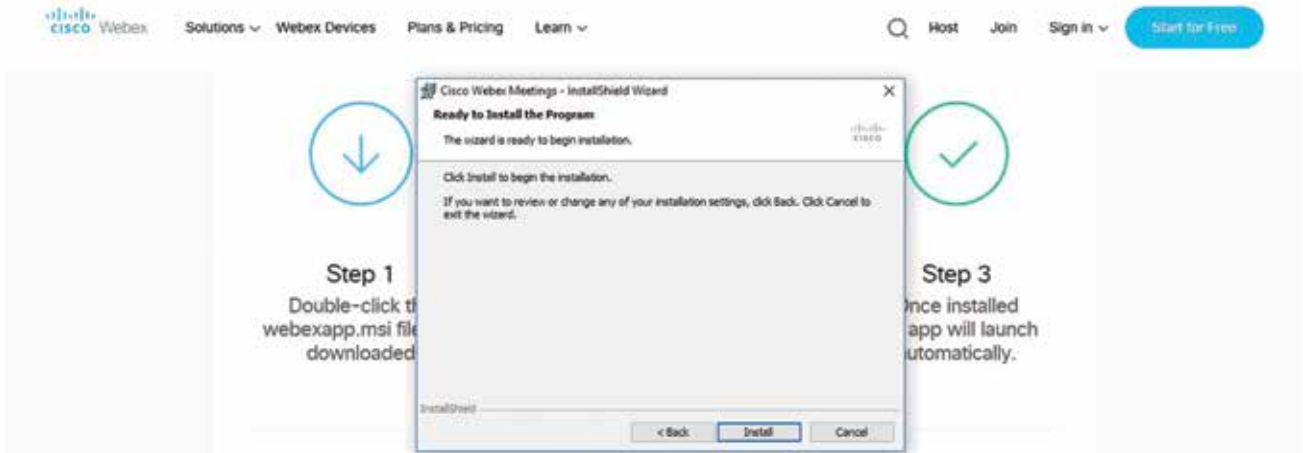 CISCO Webex
Solutions Webex Devices Plans & Pricing Learn Host Join Sign in Start for Free
Cisco Webex Meetings - InstallShield Wizard
Ready to Install the Program
The wizard is ready to begin installation.
CISCO
Click Install to begin the installation.
If you want to review or change any of your installation settings, click Back. Click Cancel to
exit the wizard.
InstallShield
< Back Install Cancel
Step 1
Double-click th
webexapp.msi file
downloaded
Step 3
Once installed
app will launch
utomatically.